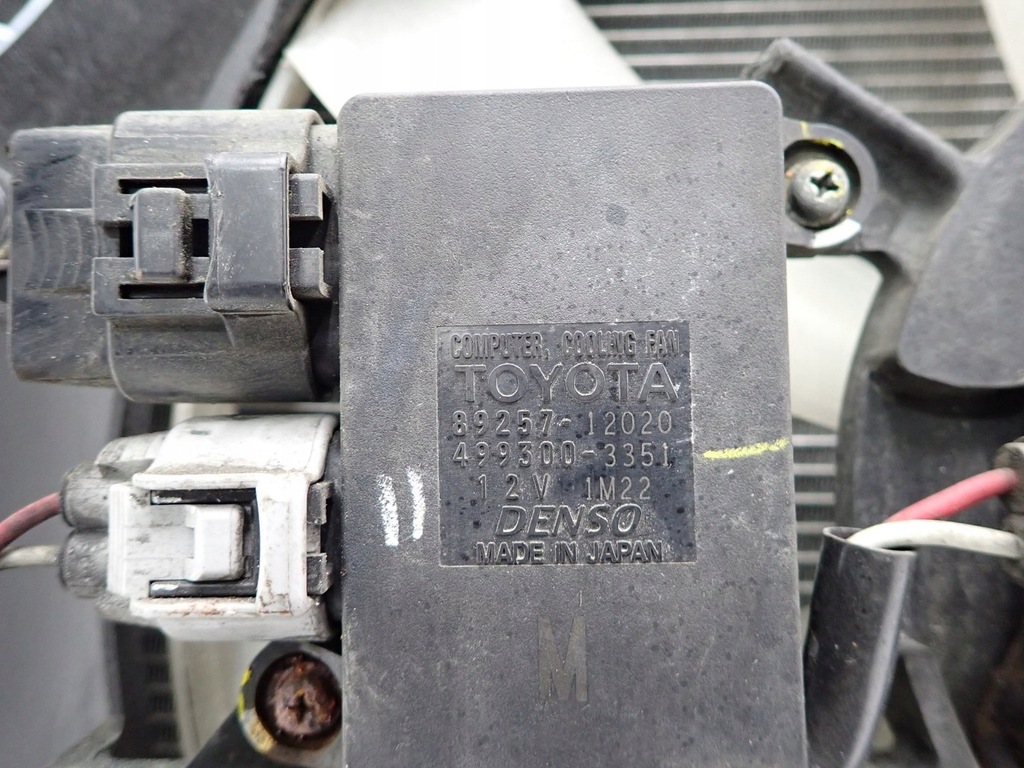 COMPUTER, COOLING FAN
TOYOTA
89257-12020
499300-3351
12V 1M22
DENSO
MADE IN JAPAN
M